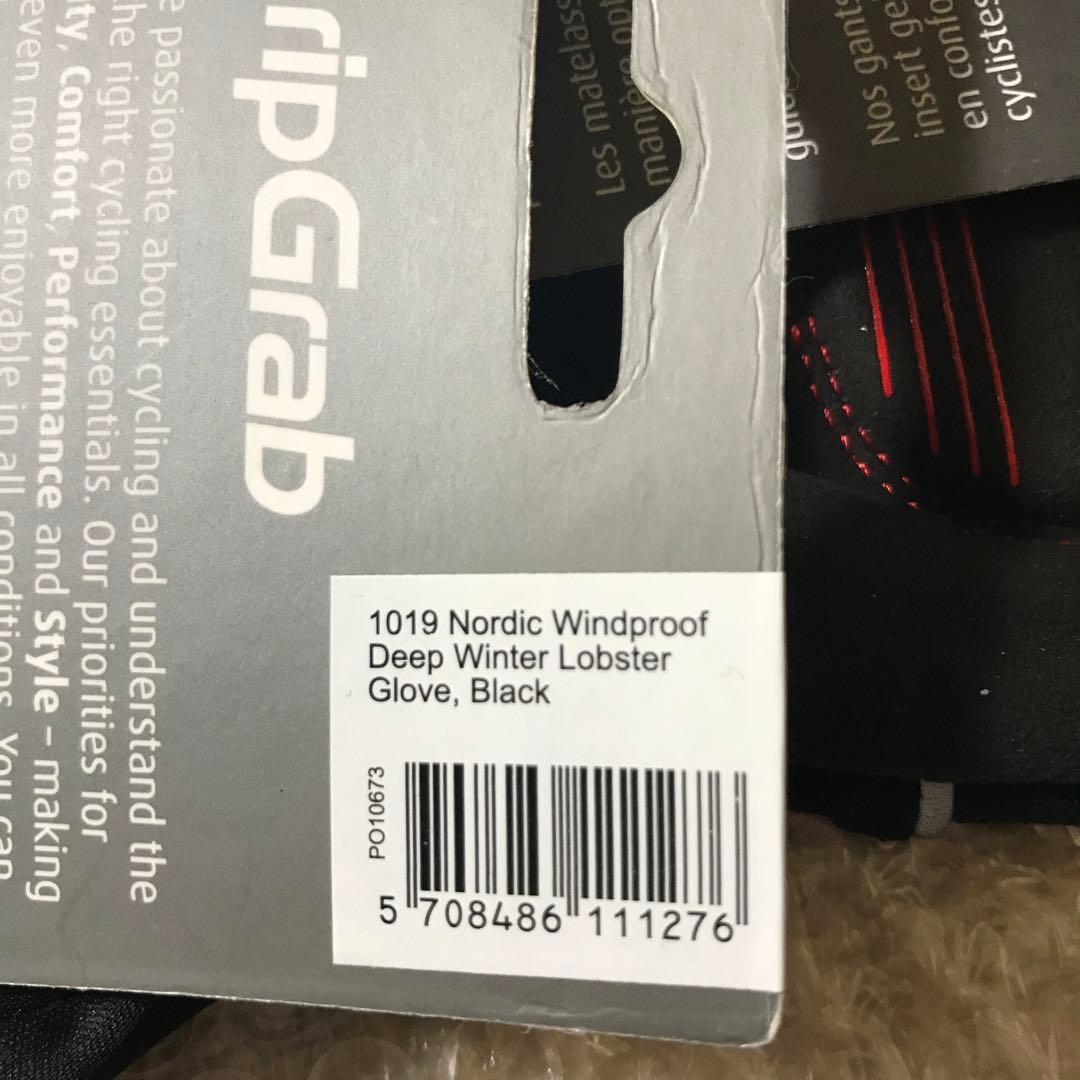 ripGrab
e passionate about cycling and understand the
the right cycling essentials. Our priorities for
ty, Comfort, Performance and Style – making
even more enjoyable in all conditions. You can
1019 Nordic Windproof
Deep Winter Lobster
Glove, Black
PO10673
5 708486 111276
Les matelass
manière opt
Nos gants
insert ge
en confo
cyclistes